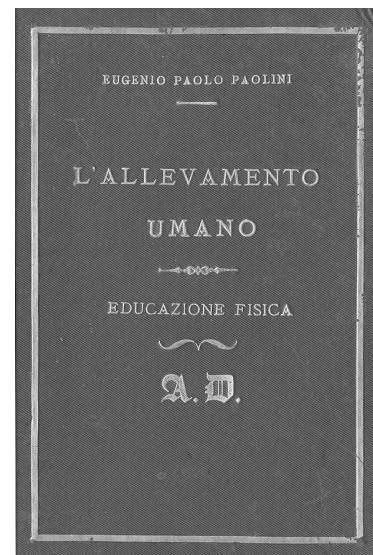 EUGENIO PAOLO PAOLINI
L'ALLEVAMENTO
UMANO
EDUCAZIONE FISICA
A. D.